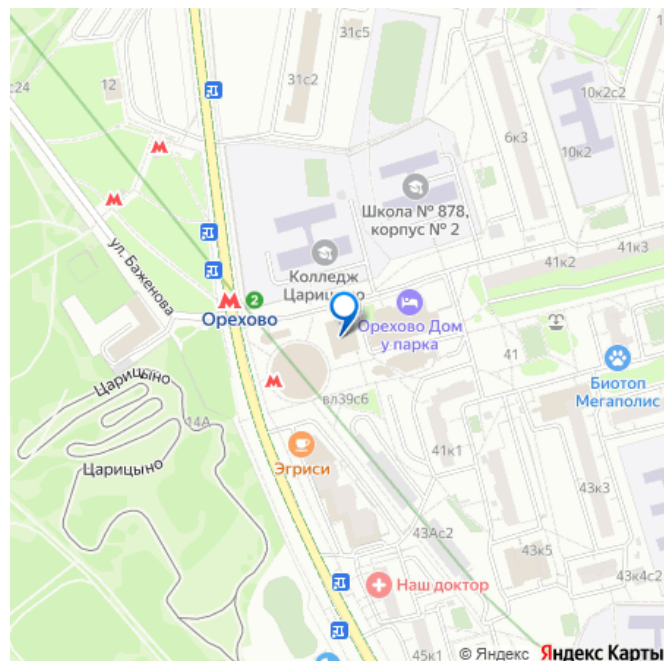 31с5
31с2
с24
12
10к2с2
6к3
10к2
Школа № 878,
корпус № 2
ул. Баженова
Колледж
Царицыно
41к2
41к3
2
Орехово
Орехово Дом
у парка
41
Биотоп
Мегаполис
Царицыно
14А
вл39с6
Царицыно
Эгриси
41к1
43к3
43Ас2
43к5
43к4с2
Наш доктор
45к1
© Яндекс Яндекс Карты